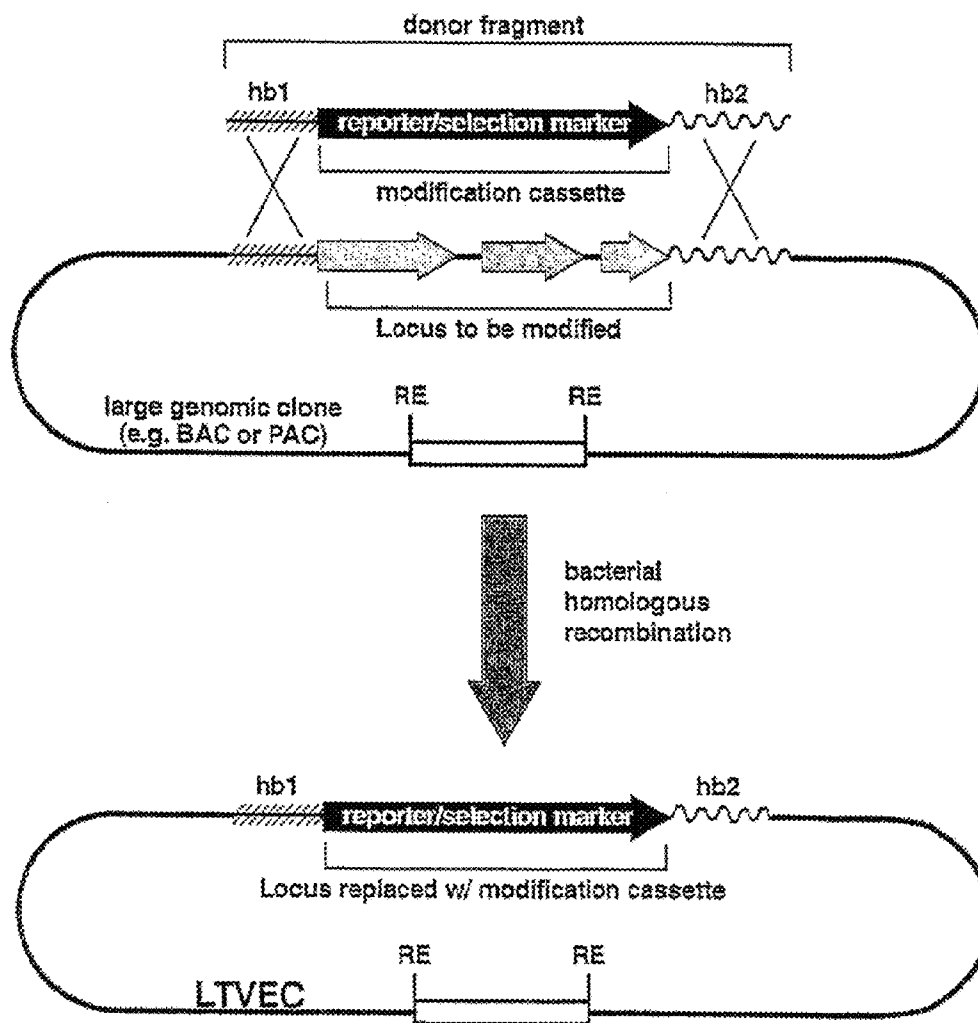 donor fragment
hb1
hb2
reporter/selection marker
modification cassette
Locus to be modified
RE
RE
large genomic clone
(e.g. BAC or PAC)
bacterial
homologous
recombination
hb1
hb2
reporter/selection marker
Locus replaced w/ modification cassette
RE
RE
LTVEC